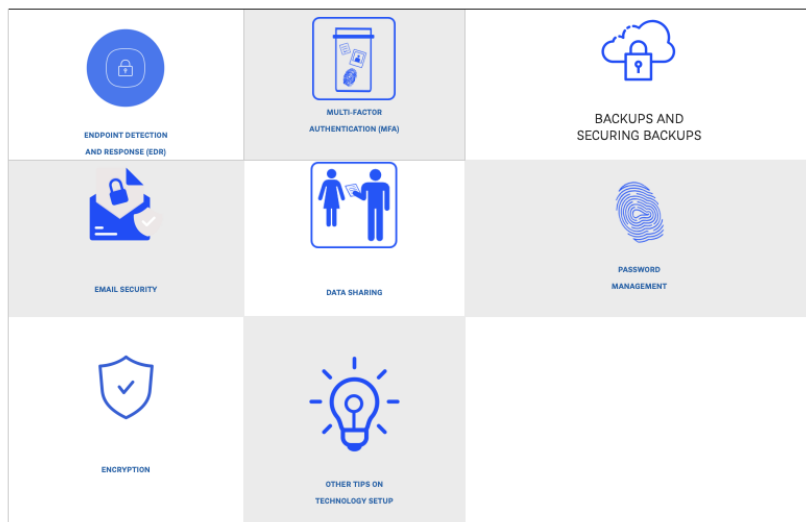 ENDPOINT DETECTION
AND RESPONSE (EDR)
MULTI-FACTOR
AUTHENTICATION (MFA)
BACKUPS AND
SECURING BACKUPS
EMAIL SECURITY
DATA SHARING
PASSWORD
MANAGEMENT
ENCRYPTION
OTHER TIPS ON
TECHNOLOGY SETUP